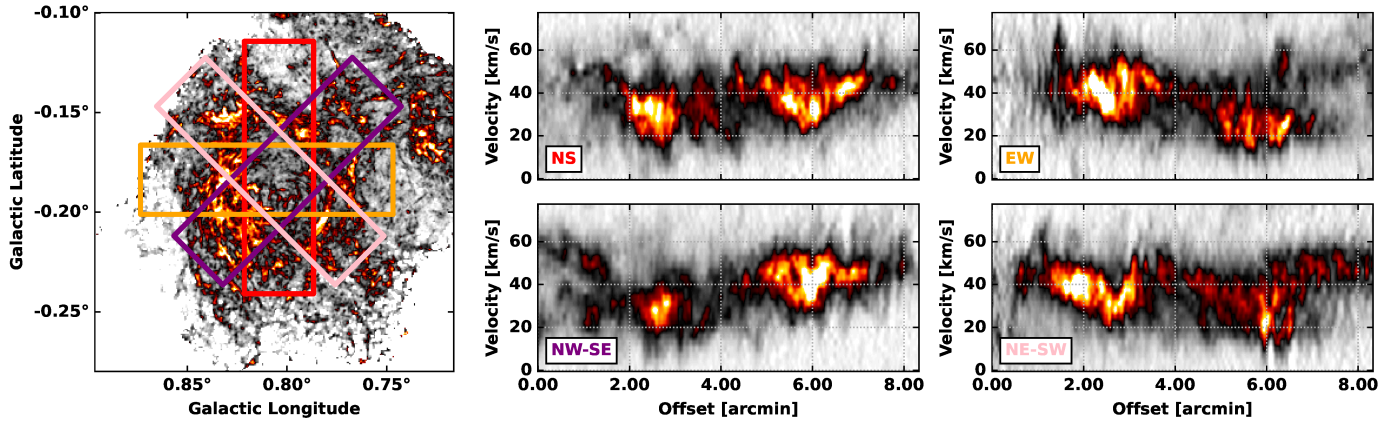 -0.10°
-0.15°
-0.20°
-0.25°
Galactic Latitude
0.85° 0.80° 0.75°
Galactic Longitude
60
40
20
0
Velocity [km/s]
NS
60
40
20
0
Velocity [km/s]
EW
60
40
20
0
Velocity [km/s]
NW-SE
0.00 2.00 4.00 6.00 8.00
Offset [arcmin]
60
40
20
0
Velocity [km/s]
NE-SW
0.00 2.00 4.00 6.00 8.00
Offset [arcmin]